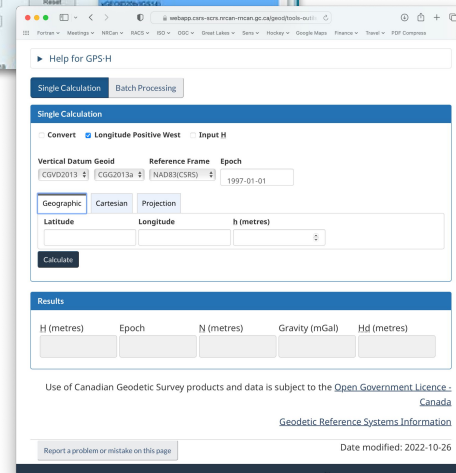 Reset
webapp.csrs-scrs.nrcan-rncan.gc.ca/geod/tools-outils
Fortran Meetings NRCan RACS ISO OGC Great Lakes Sens Hockey Google Maps Finance Travel PDF Compress
Help for GPS·H
Single Calculation Batch Processing
Single Calculation
Convert Longitude Positive West Input H
Vertical Datum Geoid Reference Frame Epoch
CGVD2013 CGG2013a NAD83(CSRS) 1997-01-01
Geographic Cartesian Projection
Latitude Longitude h (metres)
Calculate
Results
H (metres) Epoch N (metres) Gravity (mGal) Hd (metres)
Use of Canadian Geodetic Survey products and data is subject to the Open Government Licence -
Canada
Geodetic Reference Systems Information
Report a problem or mistake on this page Date modified: 2022-10-26